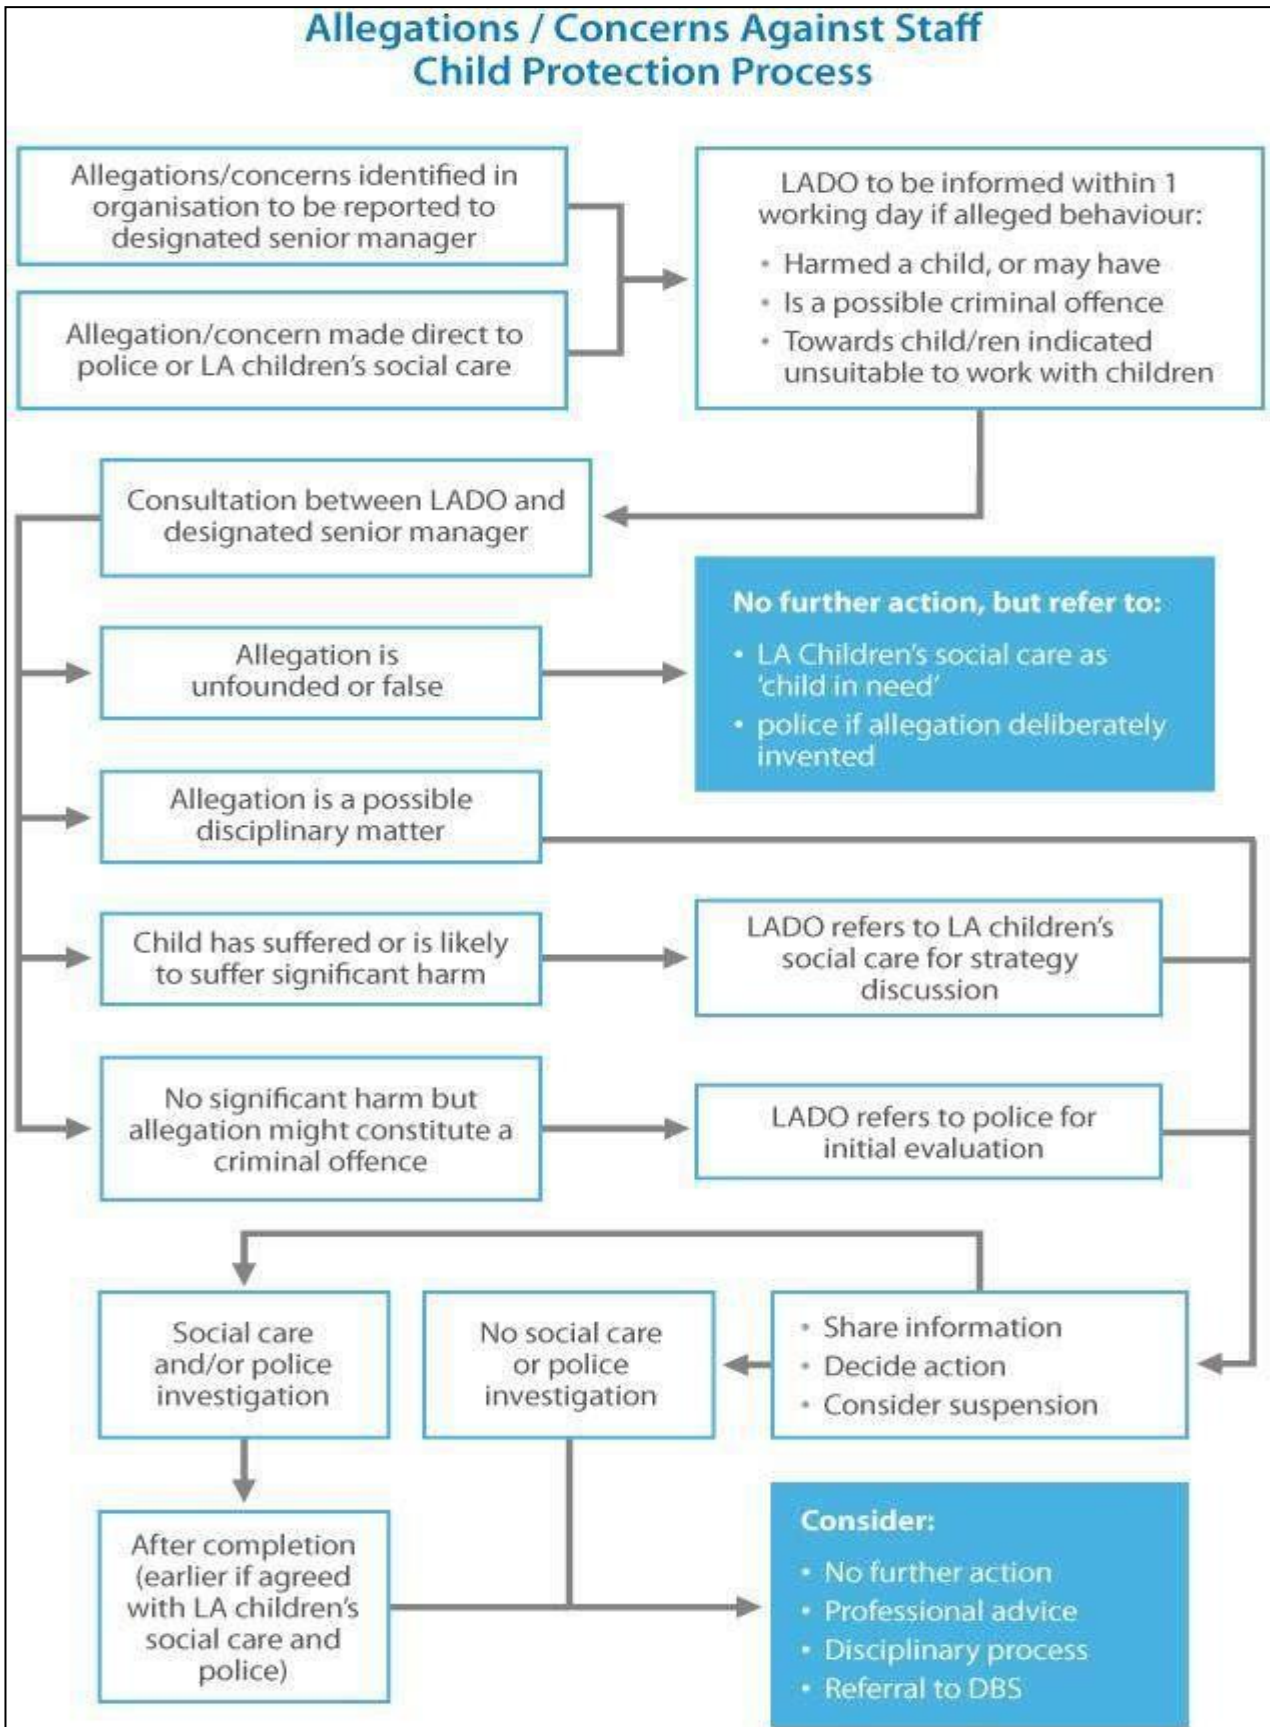 Allegations / Concerns Against Staff
Child Protection Process
Allegations/concerns identified in
organisation to be reported to
designated senior manager
Allegation/concern made direct to
police or LA children's social care
LADO to be informed within 1
working day if alleged behaviour:
• Harmed a child, or may have
• Is a possible criminal offence
• Towards child/ren indicated
unsuitable to work with children
Consultation between LADO and
designated senior manager
Allegation is
unfounded or false
No further action, but refer to:
• LA Children's social care as
'child in need'
• police if allegation deliberately
invented
Allegation is a possible
disciplinary matter
Child has suffered or is likely
to suffer significant harm
LADO refers to LA children's
social care for strategy
discussion
No significant harm but
allegation might constitute a
criminal offence
LADO refers to police for
initial evaluation
Social care
and/or police
investigation
No social care
or police
investigation
• Share information
• Decide action
• Consider suspension
After completion
(earlier if agreed
with LA children's
social care and
police)
Consider:
• No further action
• Professional advice
• Disciplinary process
• Referral to DBS